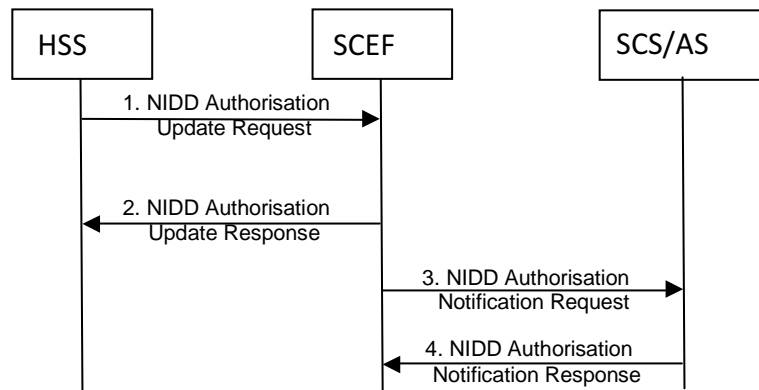 HSS
SCEF
SCS/AS
1. NIDD Authorisation
Update Request
2. NIDD Authorisation
Update Response
3. NIDD Authorisation
Notification Request
4. NIDD Authorisation
Notification Response